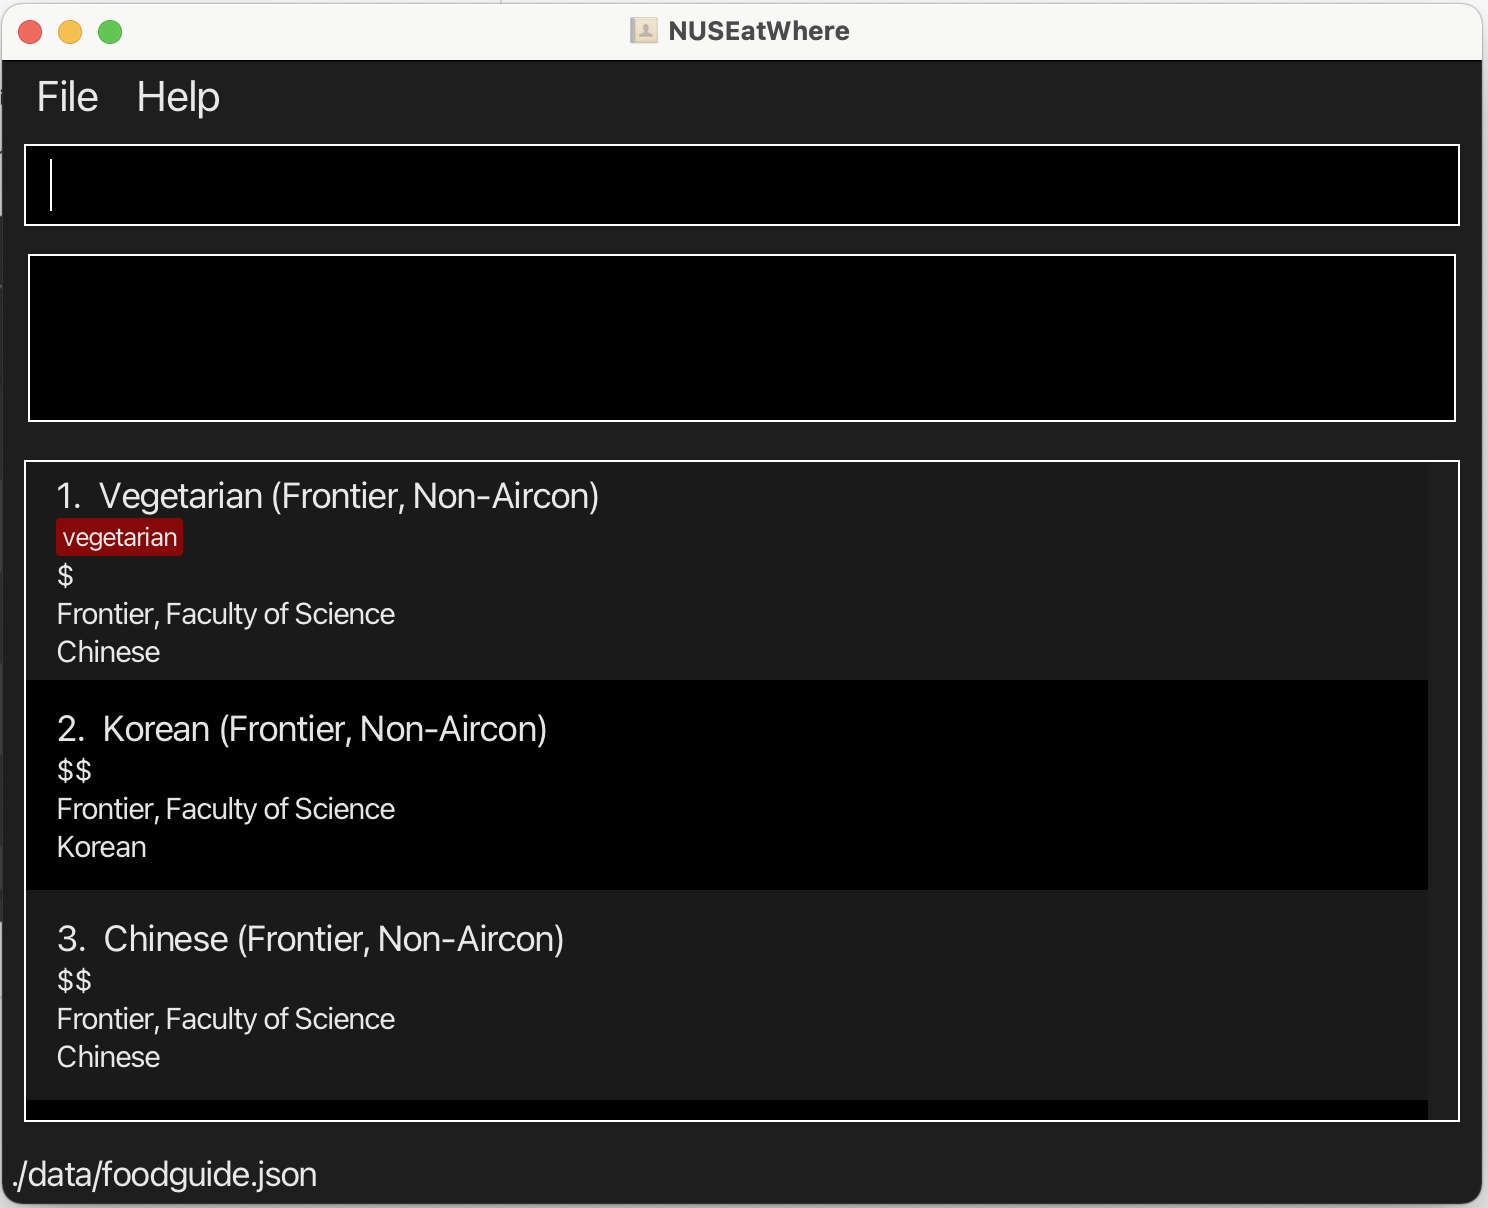 NUSEatWhere
File Help
1. Vegetarian (Frontier, Non-Aircon)
vegetarian
$
Frontier, Faculty of Science
Chinese
2. Korean (Frontier, Non-Aircon)
$$
Frontier, Faculty of Science
Korean
3. Chinese (Frontier, Non-Aircon)
$$
Frontier, Faculty of Science
Chinese
./data/foodguide.json